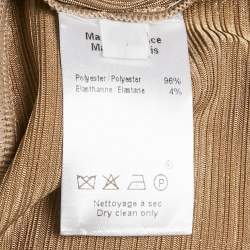 Polyester/Polyester 96%
Elasthanne/Elastane 4%
P
Nettoyage à sec
Dry clean only